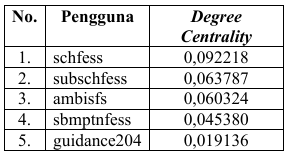 No. Pengguna Degree Centrality
1. schfess 0,092218
2. subschfess 0,063787
3. ambisfs 0,060324
4. sbmptnfess 0,045380
5. guidance204 0,019136